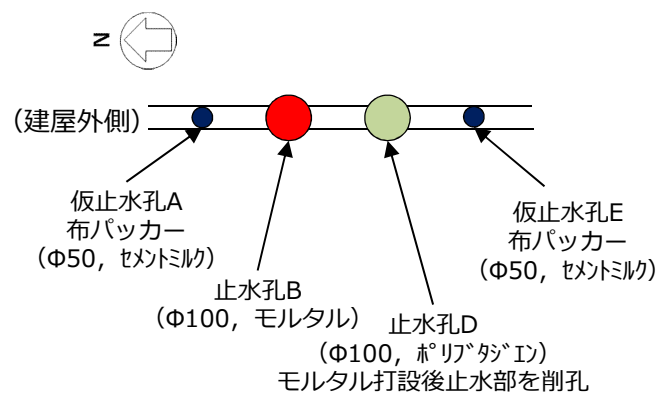 N
（建屋外側）
仮止水孔A
布パッカー
（Φ50, ｾﾒﾝﾄﾐﾙｸ）
止水孔B
（Φ100, モルタル）
止水孔D
（Φ100, ﾎﾟﾘﾌﾞﾀｼﾞｴﾝ）
モルタル打設後止水部を削孔
仮止水孔E
布パッカー
（Φ50, ｾﾒﾝﾄﾐﾙｸ）